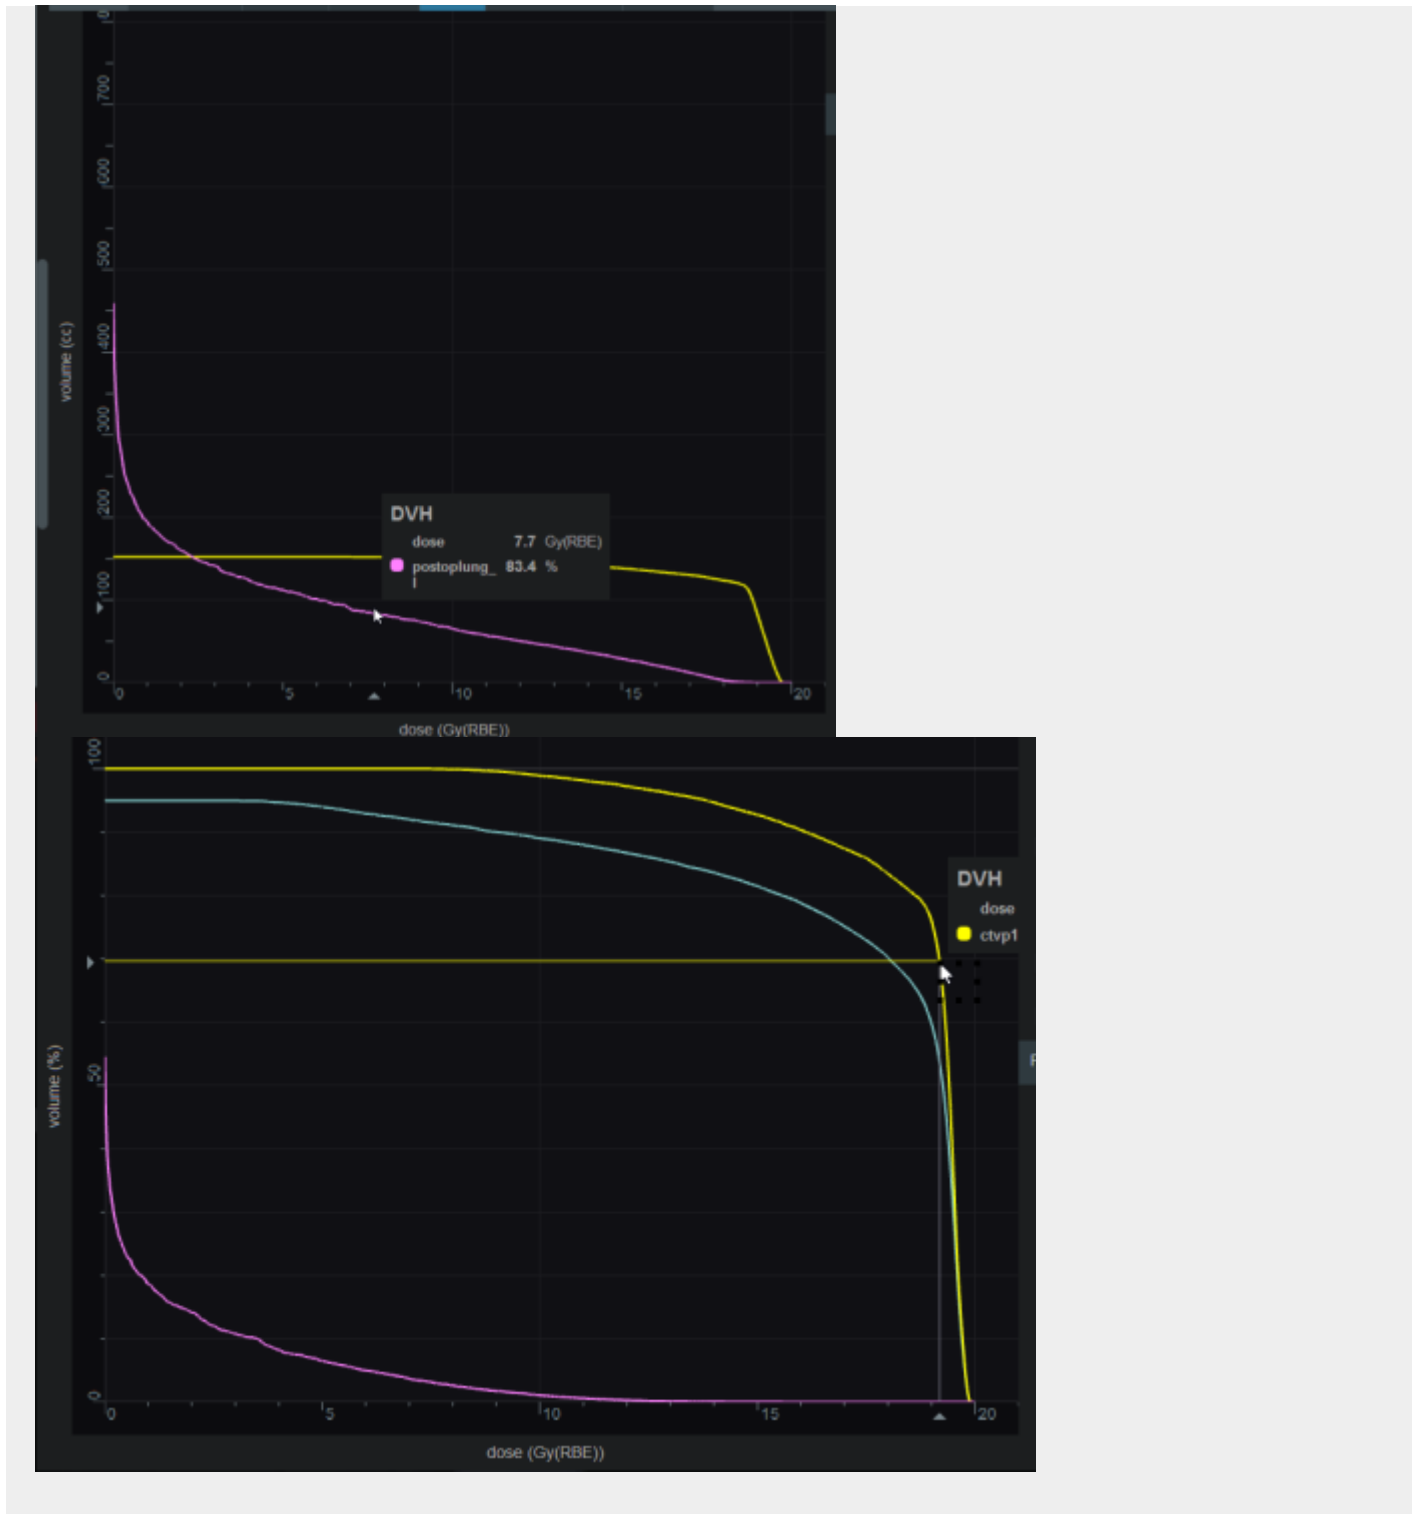 700
600
500
400
300
200
100
0
volume (cc)
DVH
dose 7.7 Gy(RBE)
postoplung_ 83.4 %
l
0 5 10 15 20
dose (Gy(RBE))
100
50
0
volume (%)
DVH
dose
ctvp1
0 5 10 15 20
dose (Gy(RBE))